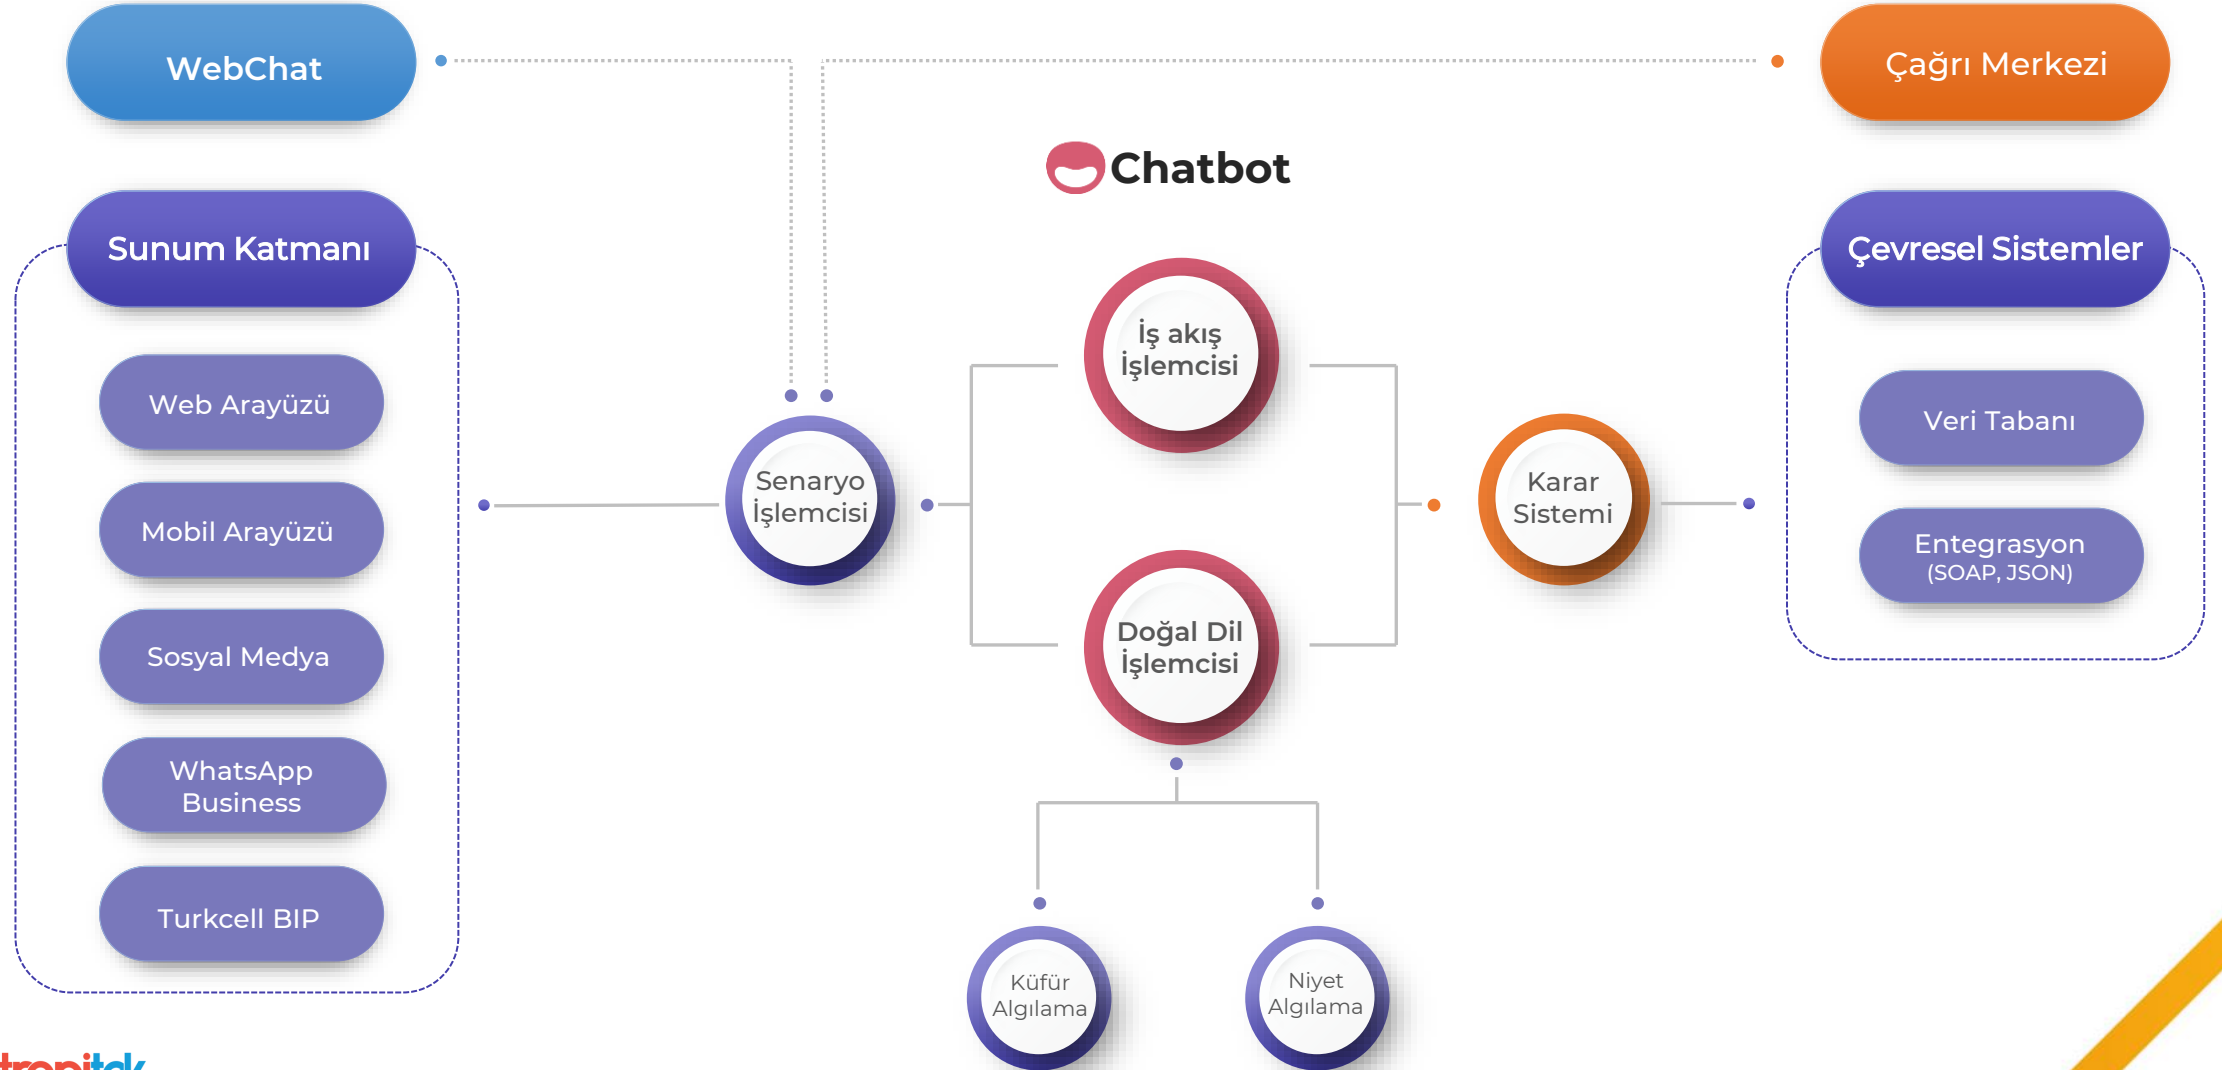 WebChat
Çağrı Merkezi
Chatbot
Sunum Katmanı
Çevresel Sistemler
Web Arayüzü
Mobil Arayüzü
Sosyal Medya
WhatsApp
Business
Turkcell BIP
Senaryo
İşlemcisi
İş akış
İşlemcisi
Doğal Dil
İşlemcisi
Karar
Sistemi
Veri Tabanı
Entegrasyon
(SOAP, JSON)
Küfür
Algılama
Niyet
Algılama